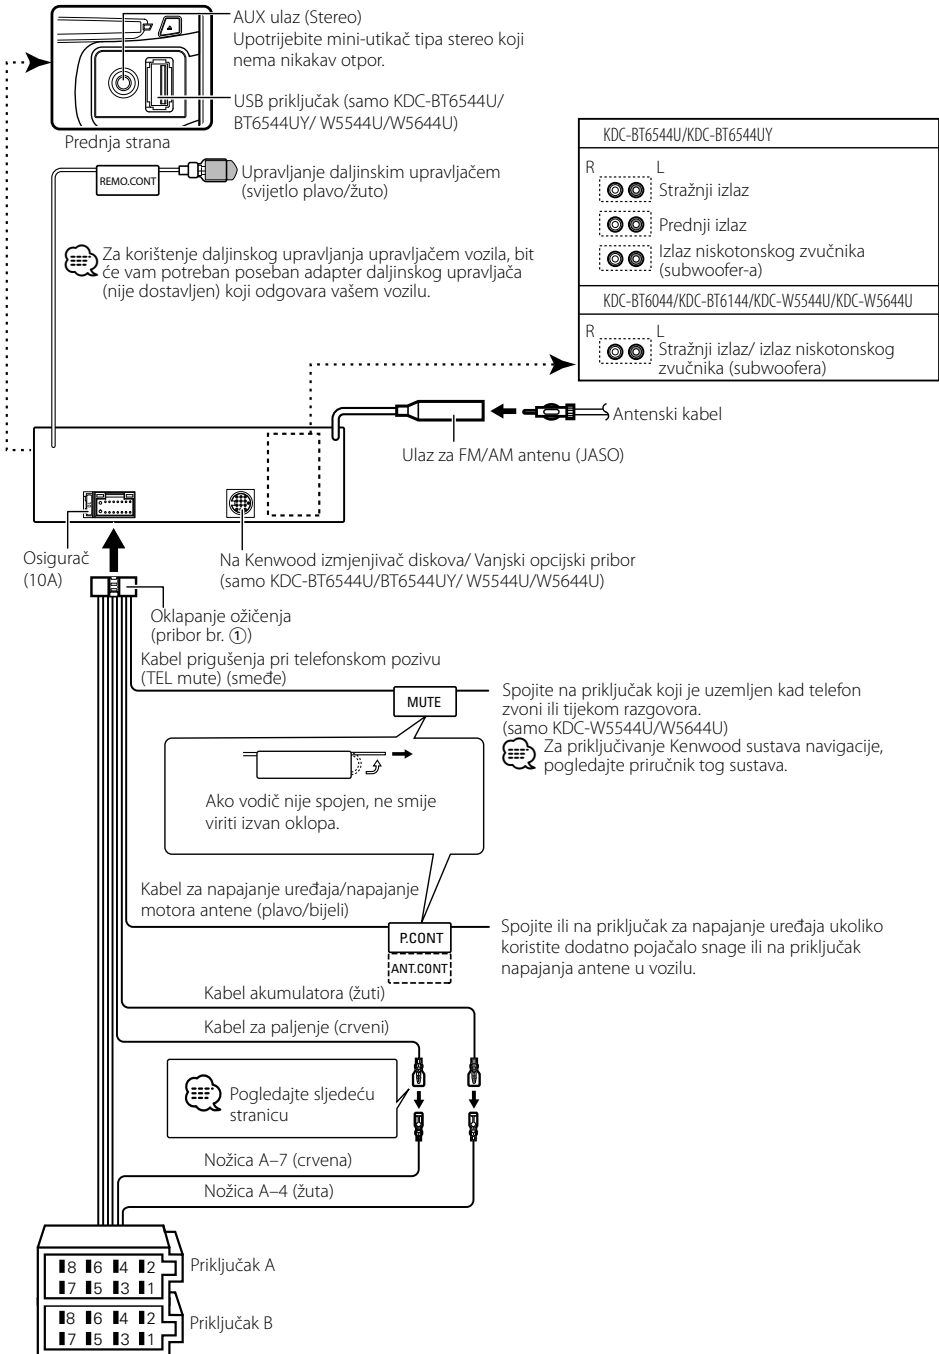 AUX ulaz (Stereo)
Upotrijebite mini-utikač tipa stereo koji
nema nikakav otpor.
USB priključak (samo KDC-BT6544U/
BT6544UY/ W5544U/W5644U)
Prednja strana
REMO.CONT
Upravljanje daljinskim upravljačem
(svijetlo plavo/žuto)
Za korištenje daljinskog upravljanja upravljačem vozila, bit
će vam potreban poseban adapter daljinskog upravljača
(nije dostavljen) koji odgovara vašem vozilu.
KDC-BT6544U/KDC-BT6544UY
R L
Stražnji izlaz
Prednji izlaz
Izlaz niskotonskog zvučnika
(subwoofer-a)
KDC-BT6044/KDC-BT6144/KDC-W5544U/KDC-W5644U
R L
Stražnji izlaz/ izlaz niskotonskog
zvučnika (subwoofera)
Antenski kabel
Ulaz za FM/AM antenu (JASO)
Osigurač
(10A)
Na Kenwood izmjenjivač diskova/ Vanjski opcijski pribor
(samo KDC-BT6544U/BT6544UY/ W5544U/W5644U)
Oklapanje ožičenja
(pribor br. ①)
Kabel prigušenja pri telefonskom pozivu
(TEL mute) (smeđe)
MUTE
Spojite na priključak koji je uzemljen kad telefon
zvoni ili tijekom razgovora.
(samo KDC-W5544U/W5644U)
Za priključivanje Kenwood sustava navigacije,
pogledajte priručnik tog sustava.
Ako vodič nije spojen, ne smije
viriti izvan oklopa.
Kabel za napajanje uređaja/napajanje
motora antene (plavo/bijeli)
P.CONT
ANT.CONT
Spojite ili na priključak za napajanje uređaja ukoliko
koristite dodatno pojačalo snage ili na priključak
napajanja antene u vozilu.
Kabel akumulatora (žuti)
Kabel za paljenje (crveni)
Pogledajte sljedeću
stranicu
Nožica A–7 (crvena)
Nožica A–4 (žuta)
8 6 4 2
7 5 3 1
Priključak A
8 6 4 2
7 5 3 1
Priključak B